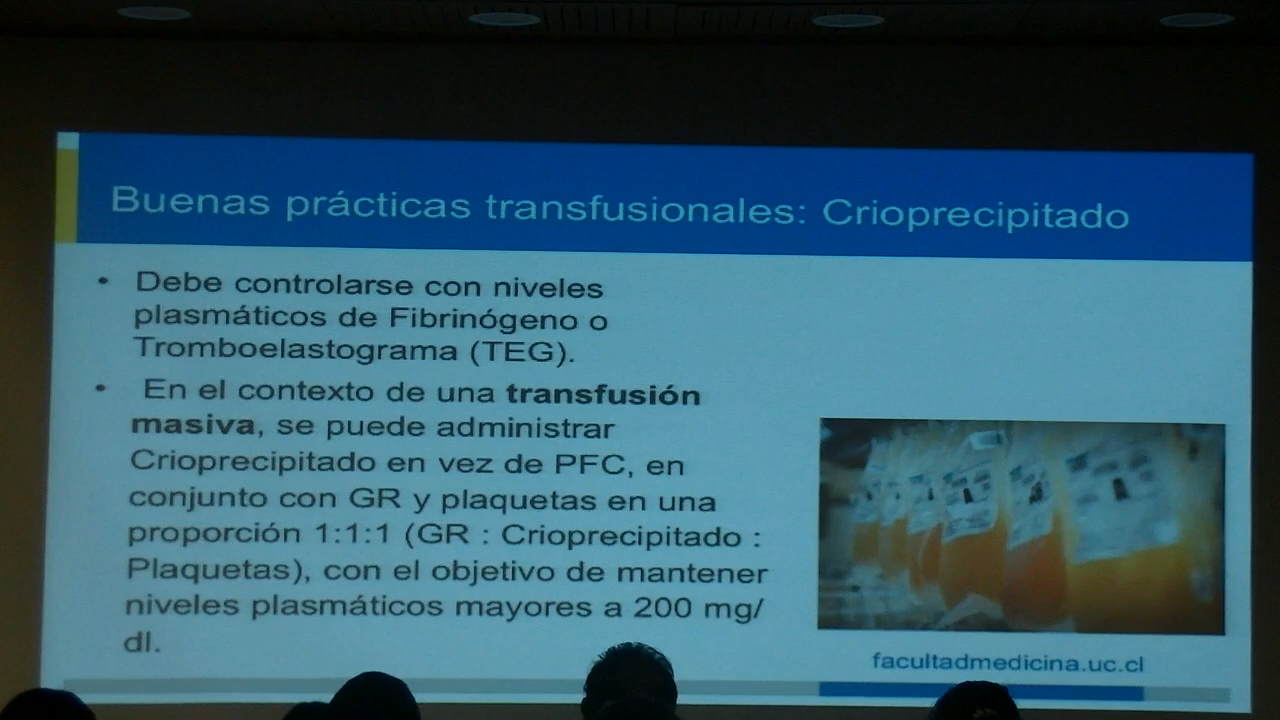 Buenas prácticas transfusionales: Crioprecipitado
• Debe controlarse con niveles
plasmáticos de Fibrinógeno o
Tromboelastograma (TEG).
• En el contexto de una transfusión
masiva, se puede administrar
Crioprecipitado en vez de PFC, en
conjunto con GR y plaquetas en una
proporción 1:1:1 (GR : Crioprecipitado :
Plaquetas), con el objetivo de mantener
niveles plasmáticos mayores a 200 mg/
dl.
facultadmedicina.uc.cl